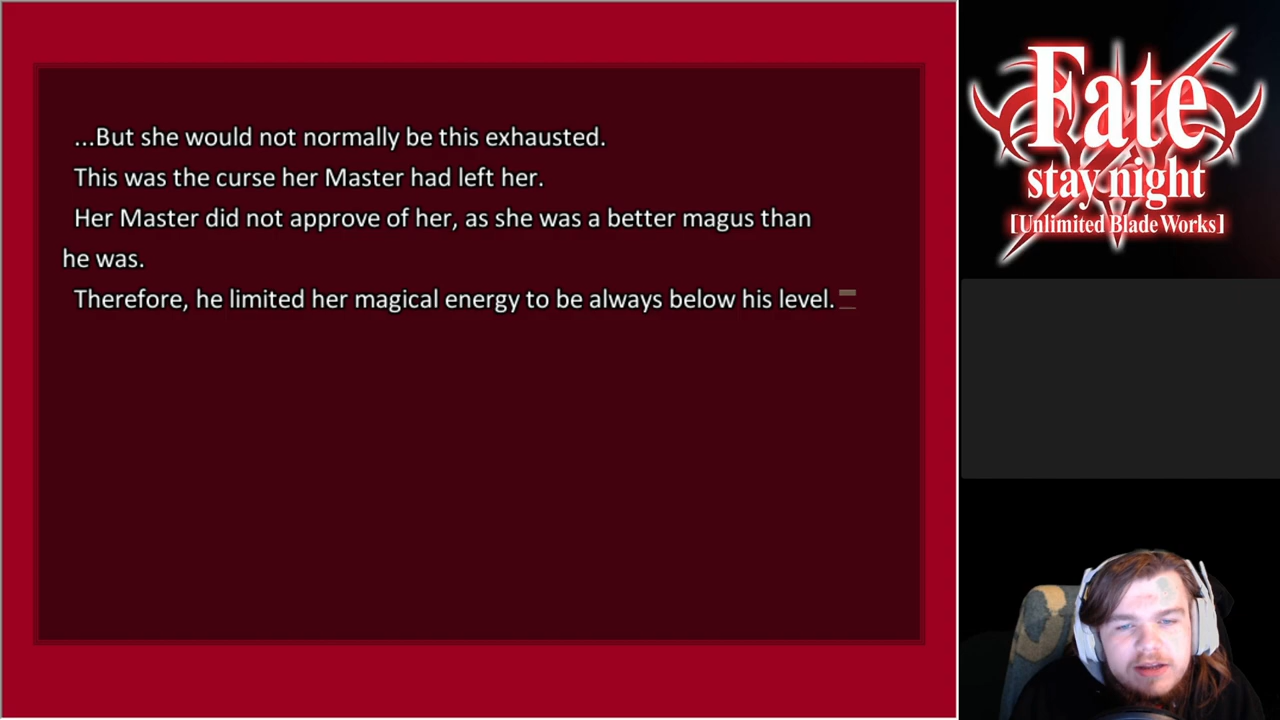 ...But she would not normally be this exhausted.
This was the curse her Master had left her.
Her Master did not approve of her, as she was a better magus than
he was.
Therefore, he limited her magical energy to be always below his level.
Fate
stay night
[Unlimited Blade Works]